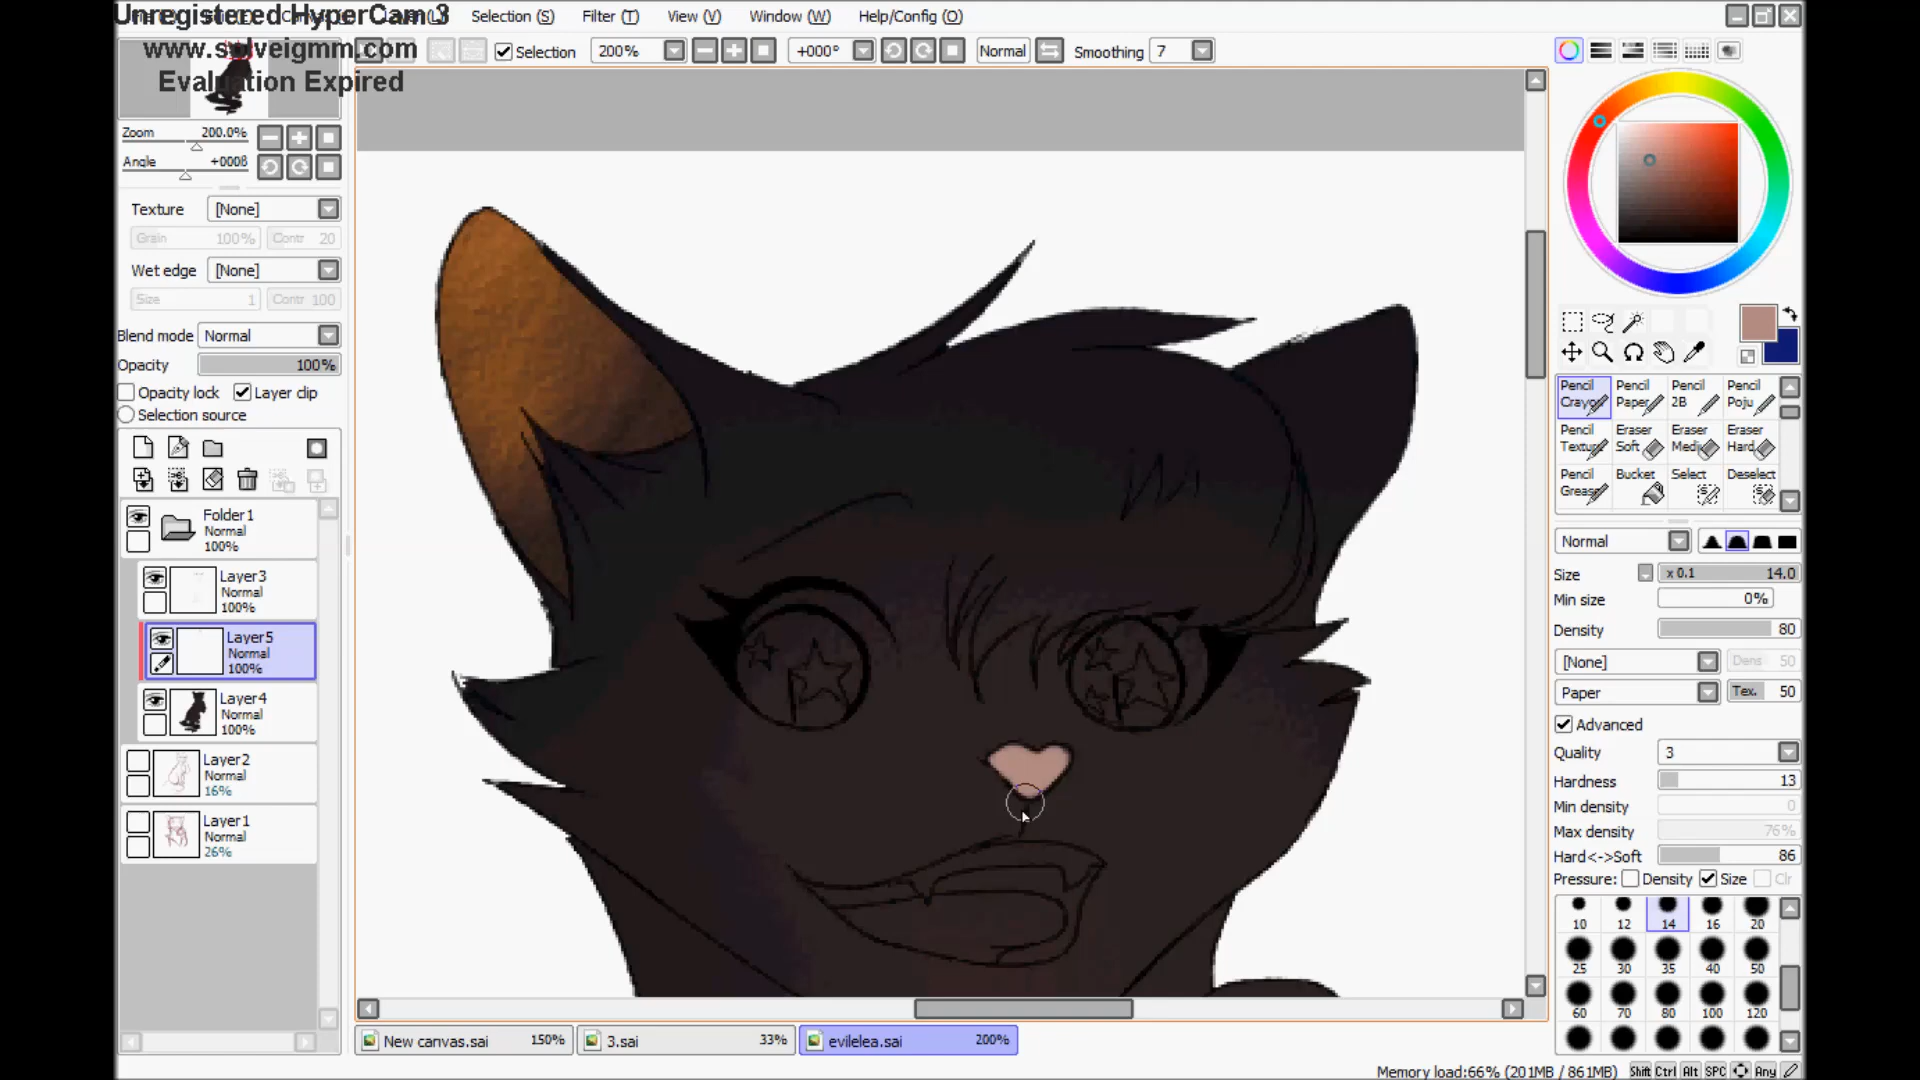 Unregistered HyperCam 3
Selection (S)
Filter (T)
View (V)
Window (W)
Help/Config (O)
www.solveigmm.com
Evaluation Expired
Selection
200%
+000°
Normal
Smoothing
7
Zoom
200.0%
Angle
+000ß
Texture
[None]
Grain
100%
Contr
20
Wet edge
[None]
Size
1
Contr
100
Blend mode
Normal
Opacity
100%
Opacity lock
Layer clip
Selection source
Folder1
Normal
100%
Layer3
Normal
100%
Layer5
Normal
100%
Layer4
Normal
100%
Layer2
Normal
16%
Layer1
Normal
26%
New canvas.sai
150%
3.sai
33%
evilelea.sai
200%
Pencil
Crayo
Pencil
Paper
Pencil
2B
Pencil
Poju
Pencil
Textu
Eraser
Soft
Eraser
Medi
Eraser
Hard
Pencil
Greas
Bucket
Select
Deselect
Normal
Size
x 0.1
14.0
Min size
0%
Density
80
[None]
Dens
50
Paper
Tex.
50
Advanced
Quality
3
Hardness
13
Min density
0
Max density
76%
Hard<->Soft
86
Pressure:
Density
Size
Clr
10
12
14
16
20
25
30
35
40
50
60
70
80
100
120
Memory load:66% (201MB / 861MB)
Shift
Ctrl
Alt
SPC
Any